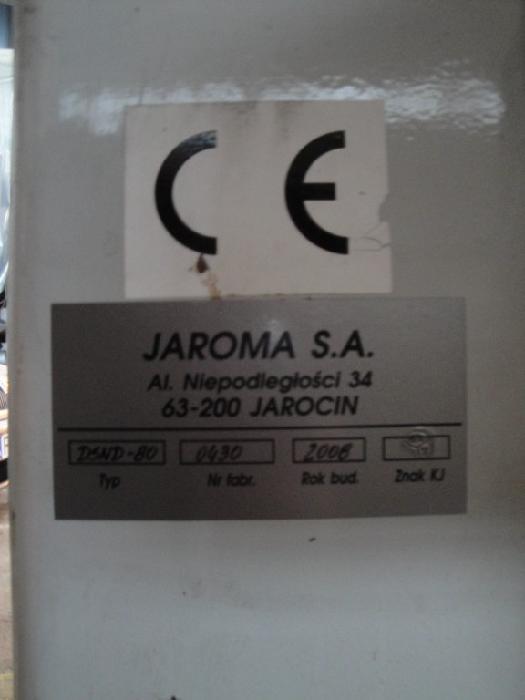 CE
JAROMA S.A.
Al. Niepodległości 34
63-200 JAROCIN
DSND-80 0430 2006
Typ Nr fabr. Rok bud. Znak KJ